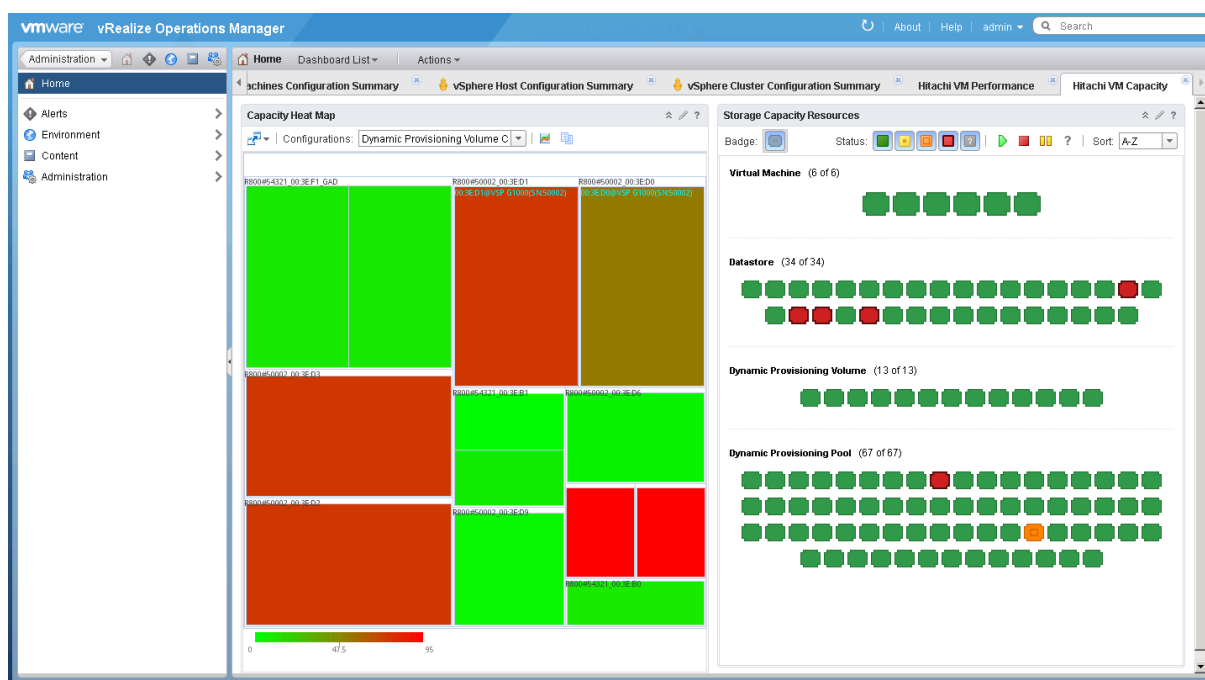 vmware vRealize Operations Manager
About Help admin Search
Administration
Home
Alerts
Environment
Content
Administration
Home Dashboard List Actions
achines Configuration Summary vSphere Host Configuration Summary vSphere Cluster Configuration Summary Hitachi VM Performance Hitachi VM Capacity
Capacity Heat Map
Configurations: Dynamic Provisioning Volume C
R800#54321_00:3E:F1_GAD R800#50002_00:3E:D1 R800#50002_00:3E:D0
00:3E:D1@VSP G1000(SN:50002) 00:3E:D0@VSP G1000(SN:50002)
R800#50002_00:3E:D3
R800#54321_00:3E:B1 R800#50002_00:3E:D6
R800#50002_00:3E:D2
R800#50002_00:3E:D9
R800#54321_00:3E:B0
0 47.5 95
Storage Capacity Resources
Badge: Status: ? ? Sort: A-Z
Virtual Machine (6 of 6)
Datastore (34 of 34)
Dynamic Provisioning Volume (13 of 13)
Dynamic Provisioning Pool (67 of 67)